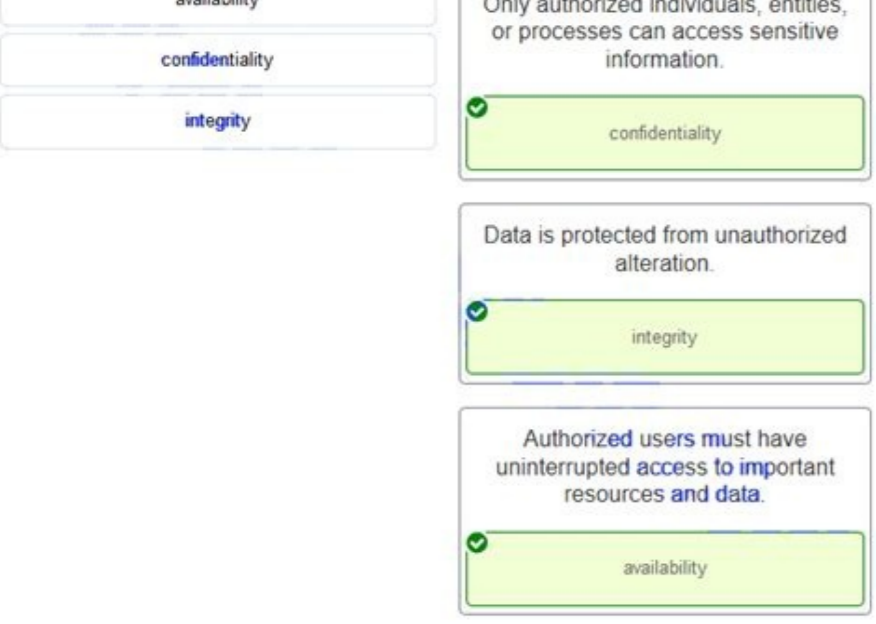 availability
confidentiality
integrity
Only authorized individuals, entities,
or processes can access sensitive
information.
confidentiality
Data is protected from unauthorized
alteration.
integrity
Authorized users must have
uninterrupted access to important
resources and data.
availability